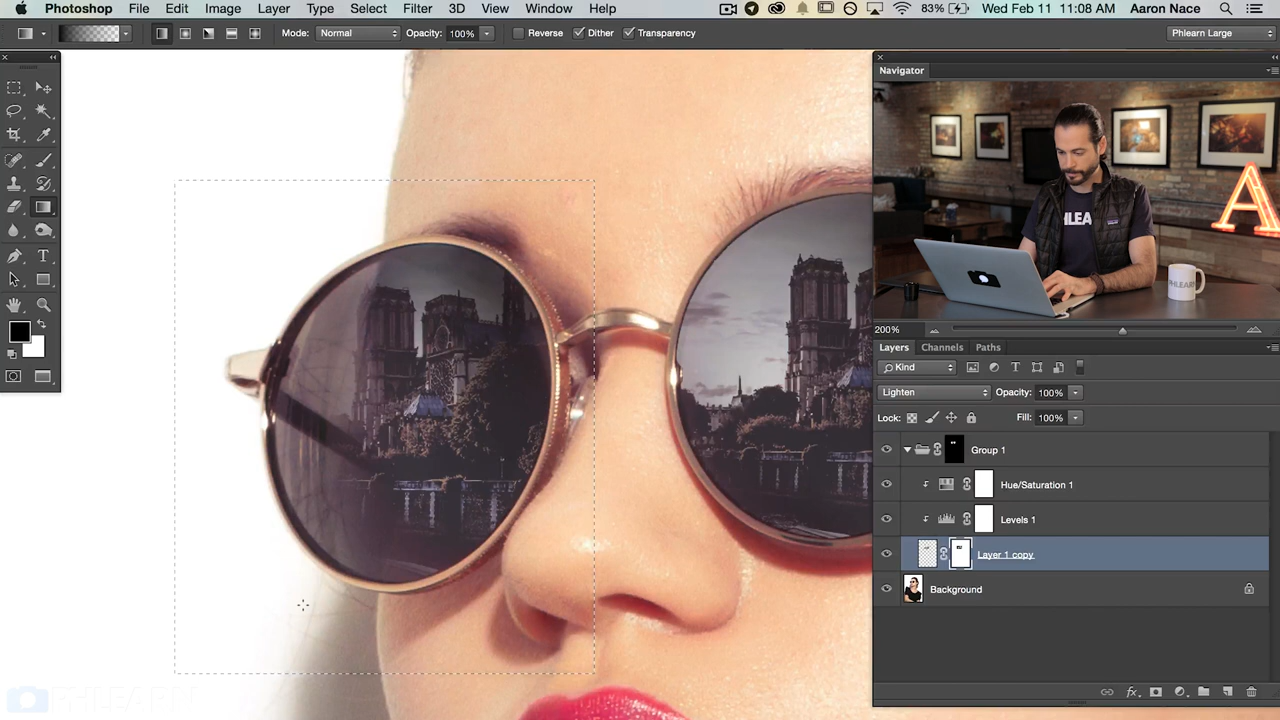 Photoshop File Edit Image Layer Type Select Filter 3D View Window Help 83% Wed Feb 11 11:08 AM Aaron Nace
Mode: Normal Opacity: 100% Reverse Dither Transparency Phlearn Large
Navigator
HLEARN
A
200%
Layers Channels Paths
Kind
Lighten Opacity: 100%
Lock: Fill: 100%
Group 1
Hue/Saturation 1
Levels 1
Layer 1 copy
Background
PHLEARN